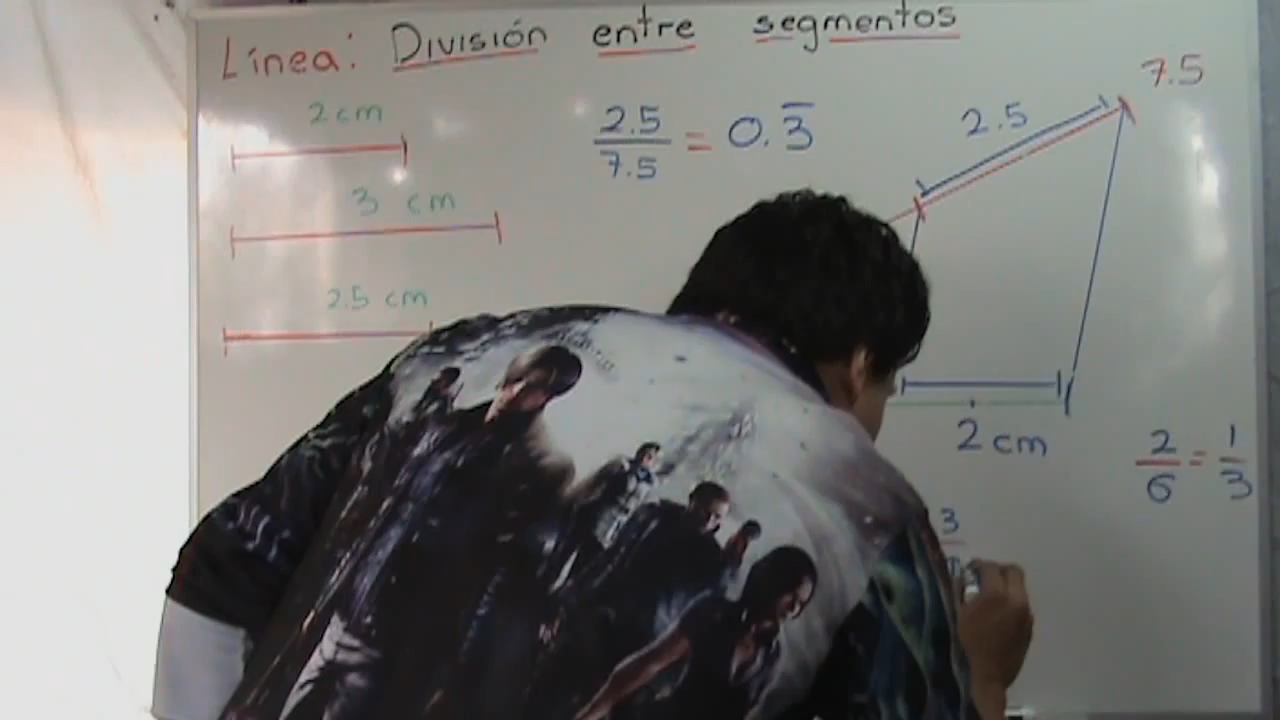 Línea: División entre segmentos
2 cm
3 cm
2.5 cm
2.5
7.5
= 0.3̅
2.5
7.5
2 cm
2
6
=
1
3
3